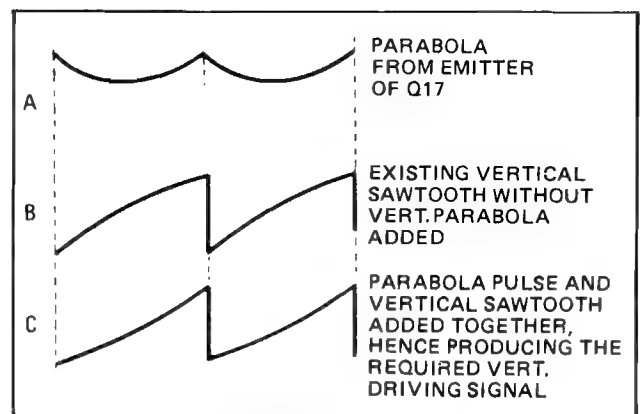 A
PARABOLA
FROM EMITTER
OF Q17
B
EXISTING VERTICAL
SAWTOOTH WITHOUT
VERT. PARABOLA
ADDED
C
PARABOLA PULSE AND
VERTICAL SAWTOOTH
ADDED TOGETHER,
HENCE PRODUCING THE
REQUIRED VERT.
DRIVING SIGNAL